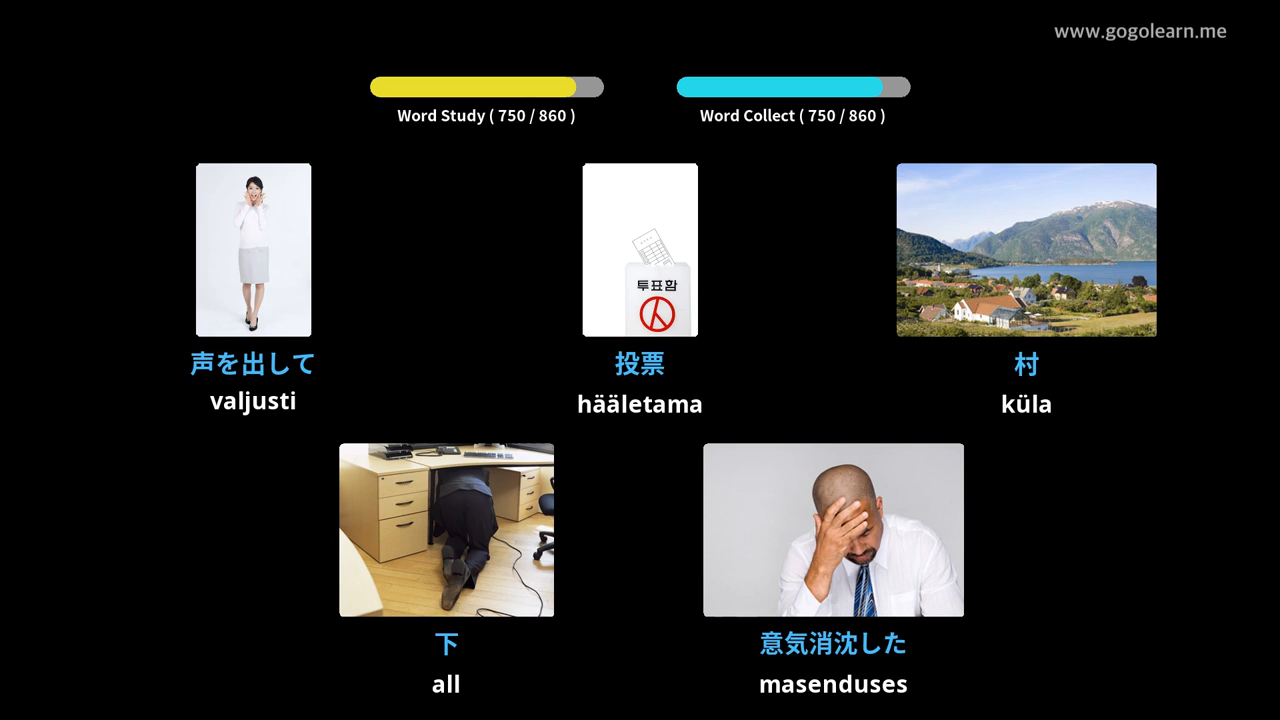 www.gogolearn.me
Word Study ( 750 / 860 )
Word Collect ( 750 / 860 )
투표함
声を出して
投票
村
valjusti
hääletama
küla
下
意気消沈した
all
masenduses